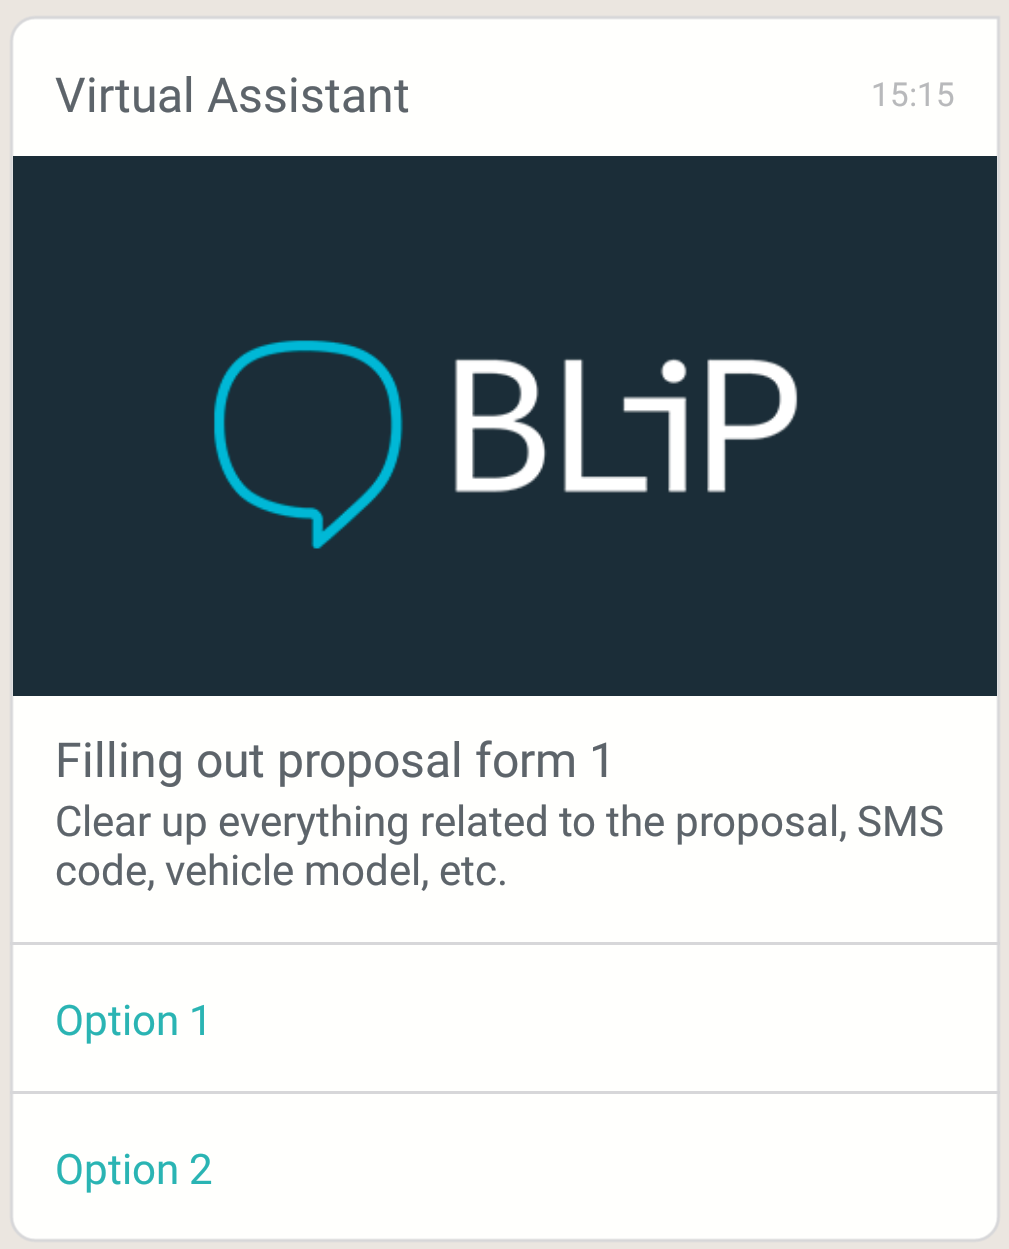 Virtual Assistant 15:15
BLiP
Filling out proposal form 1
Clear up everything related to the proposal, SMS
code, vehicle model, etc.
Option 1
Option 2